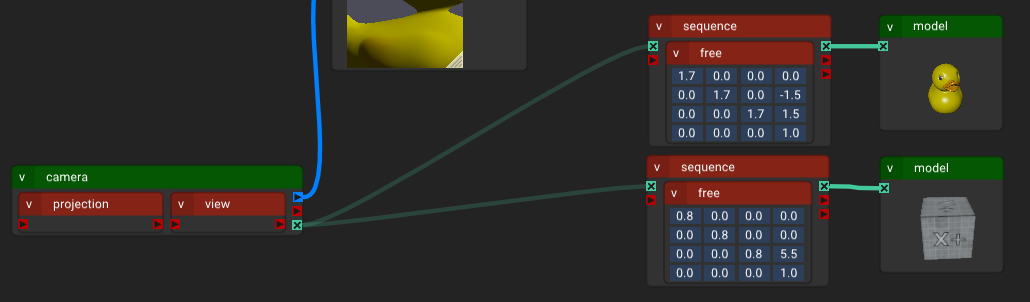 v sequence
v free
1.7 0.0 0.0 0.0
0.0 1.7 0.0 -1.5
0.0 0.0 1.7 1.5
0.0 0.0 0.0 1.0
v model
v camera
v projection
v view
v sequence
v free
0.8 0.0 0.0 0.0
0.0 0.8 0.0 0.0
0.0 0.0 0.8 5.5
0.0 0.0 0.0 1.0
v model
X+